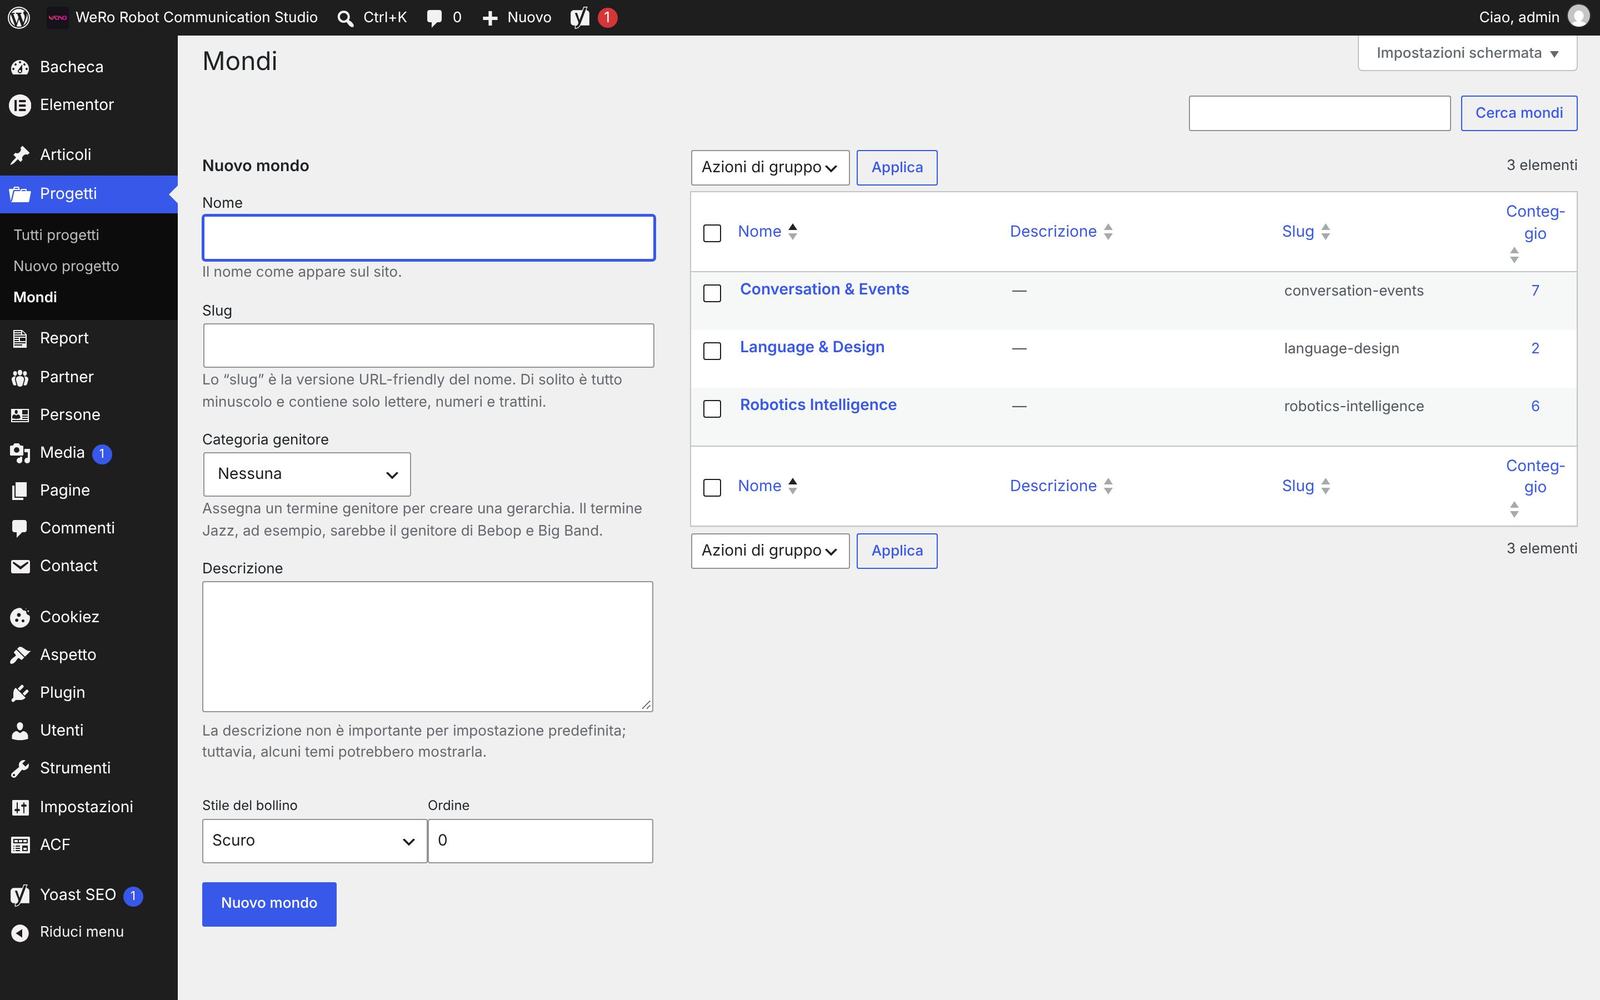 WeRo Robot Communication Studio
Ctrl+K
0
Nuovo
1
Ciao, admin
Bacheca
Elementor
Articoli
Progetti
Tutti progetti
Nuovo progetto
Mondi
Report
Partner
Persone
Media 1
Pagine
Commenti
Contact
Cookiez
Aspetto
Plugin
Utenti
Strumenti
Impostazioni
ACF
Yoast SEO 1
Riduci menu
Mondi
Impostazioni schermata
Cerca mondi
Nuovo mondo
Nome
Il nome come appare sul sito.
Slug
Lo “slug” è la versione URL-friendly del nome. Di solito è tutto
minuscolo e contiene solo lettere, numeri e trattini.
Categoria genitore
Nessuna
Assegna un termine genitore per creare una gerarchia. Il termine
Jazz, ad esempio, sarebbe il genitore di Bebop e Big Band.
Descrizione
La descrizione non è importante per impostazione predefinita;
tuttavia, alcuni temi potrebbero mostrarla.
Stile del bollino
Ordine
Scuro
0
Nuovo mondo
Azioni di gruppo
Applica
3 elementi
Nome
Descrizione
Slug
Conteg-
gio
Conversation & Events
—
conversation-events
7
Language & Design
—
language-design
2
Robotics Intelligence
—
robotics-intelligence
6
Nome
Descrizione
Slug
Conteg-
gio
Azioni di gruppo
Applica
3 elementi